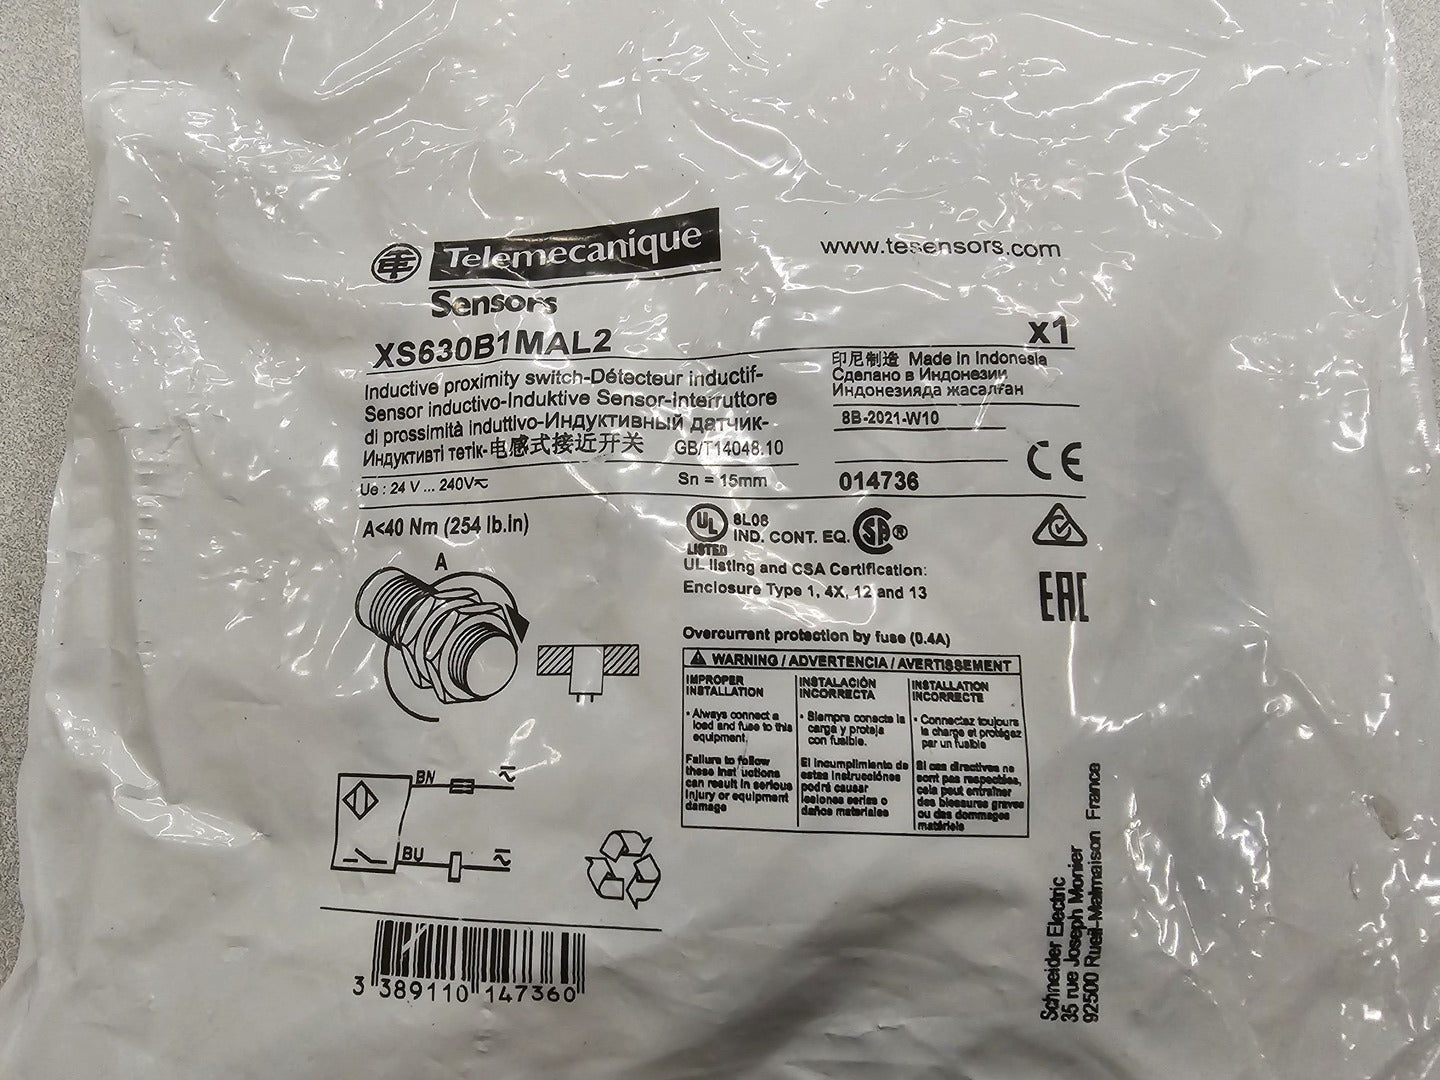 Telemecanique
Sensors
www.tesensors.com
XS630B1MAL2
x1
Inductive proximity switch-Détecteur inductif-
Sensor inductivo-Induktive Sensor-Interruttore
di prossimità induttivo-Индуктивный датчик-
Индуктивті тетік-电感式接近开关 GB/T14048.10
印尼制造 Made in Indonesia
Сделано в Индонезии
Индонезияда жасалған
8B-2021-W10
Ue : 24 V ... 240V
Sn = 15mm
014736
CE
A<40 Nm (254 lb.in)
A
UL
LISTED
8L08
IND. CONT. EQ.
SA®
UL listing and CSA Certification:
Enclosure Type 1, 4X, 12 and 13
EAC
Overcurrent protection by fuse (0.4A)
WARNING / ADVERTENCIA / AVERTISSEMENT
IMPROPER
INSTALLATION
• Always connect a
load and fuse to this
equipment.
Failure to follow
these inst uctions
can result in serious
injury or equipment
damage
INSTALACIÓN
INCORRECTA
• Siempre conecte la
carga y proteja
con fusible.
El incumplimiento de
estas instrucciónes
podrá causar
lesiones serias o
daños materiales
INSTALLATION
INCORRECTE
• Connectez toujours
la charge et protégez
par un fusible
Si cas directives ne
sont pas respectées,
cela peut entraîner
des blessures graves
ou des dommages
matériels
BN
BU
3 389110 147360
Schneider Electric
35 rue Joseph Monier
92500 Rueil-Malmaison France